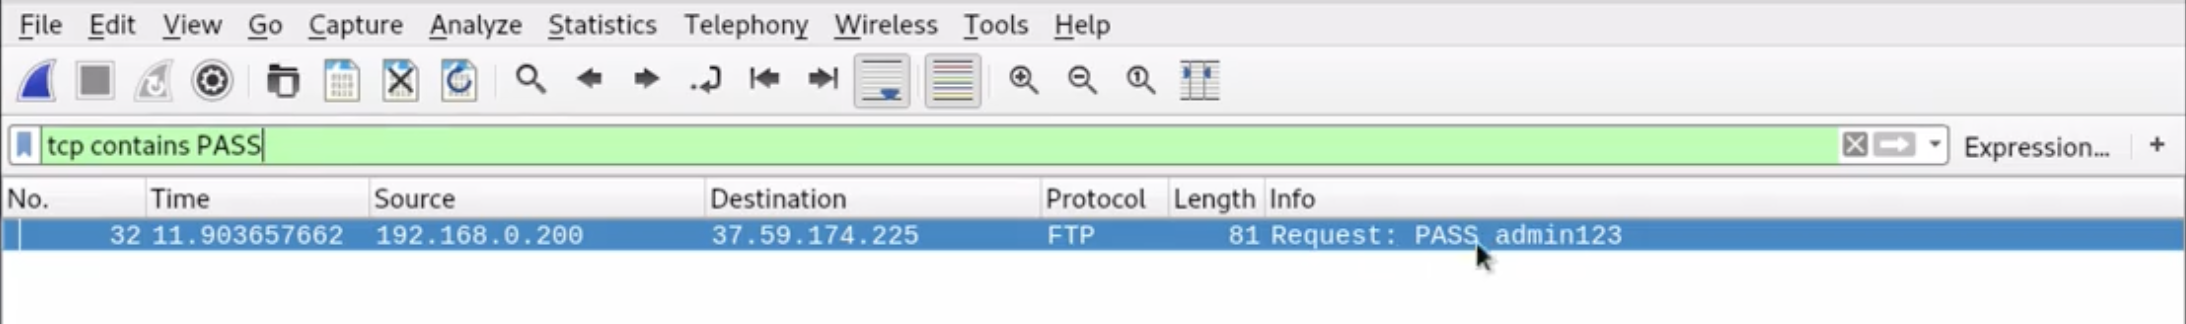 File Edit View Go Capture Analyze Statistics Telephony Wireless Tools Help
tcp contains PASS Expression... +
No. Time Source Destination Protocol Length Info
32 11.903657662 192.168.0.200 37.59.174.225 FTP 81 Request: PASS admin123